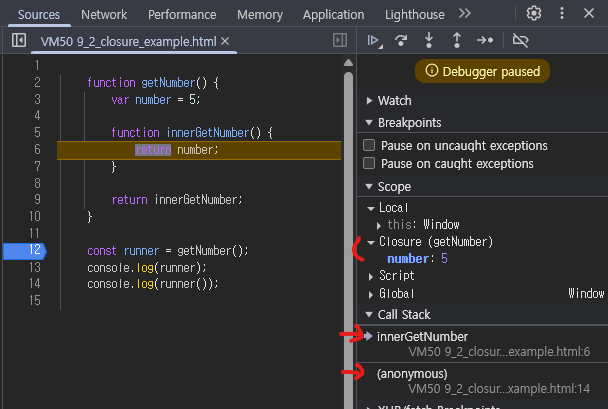 Sources Performance Memory Application Lighthouse
VM50 9_2_closure_example.html ×
1
2 function getNumber() {
3 var number = 5;
4
5 function innerGetNumber() {
6 return number;
7 }
8
9 return innerGetNumber;
10 }
11
12 const runner = getNumber();
13 console.log(runner);
14 console.log(runner());
15
Debugger paused
Watch
Breakpoints
Pause on uncaught exceptions
Pause on caught exceptions
Scope
Local
this: Window
Closure (getNumber)
number: 5
Script
Global Window
Call Stack
innerGetNumber
VM50 9_2_closur…example.html:6
(anonymous)
VM50 9_2_closur…xample.html:14
XHR/fetch Breakpoints